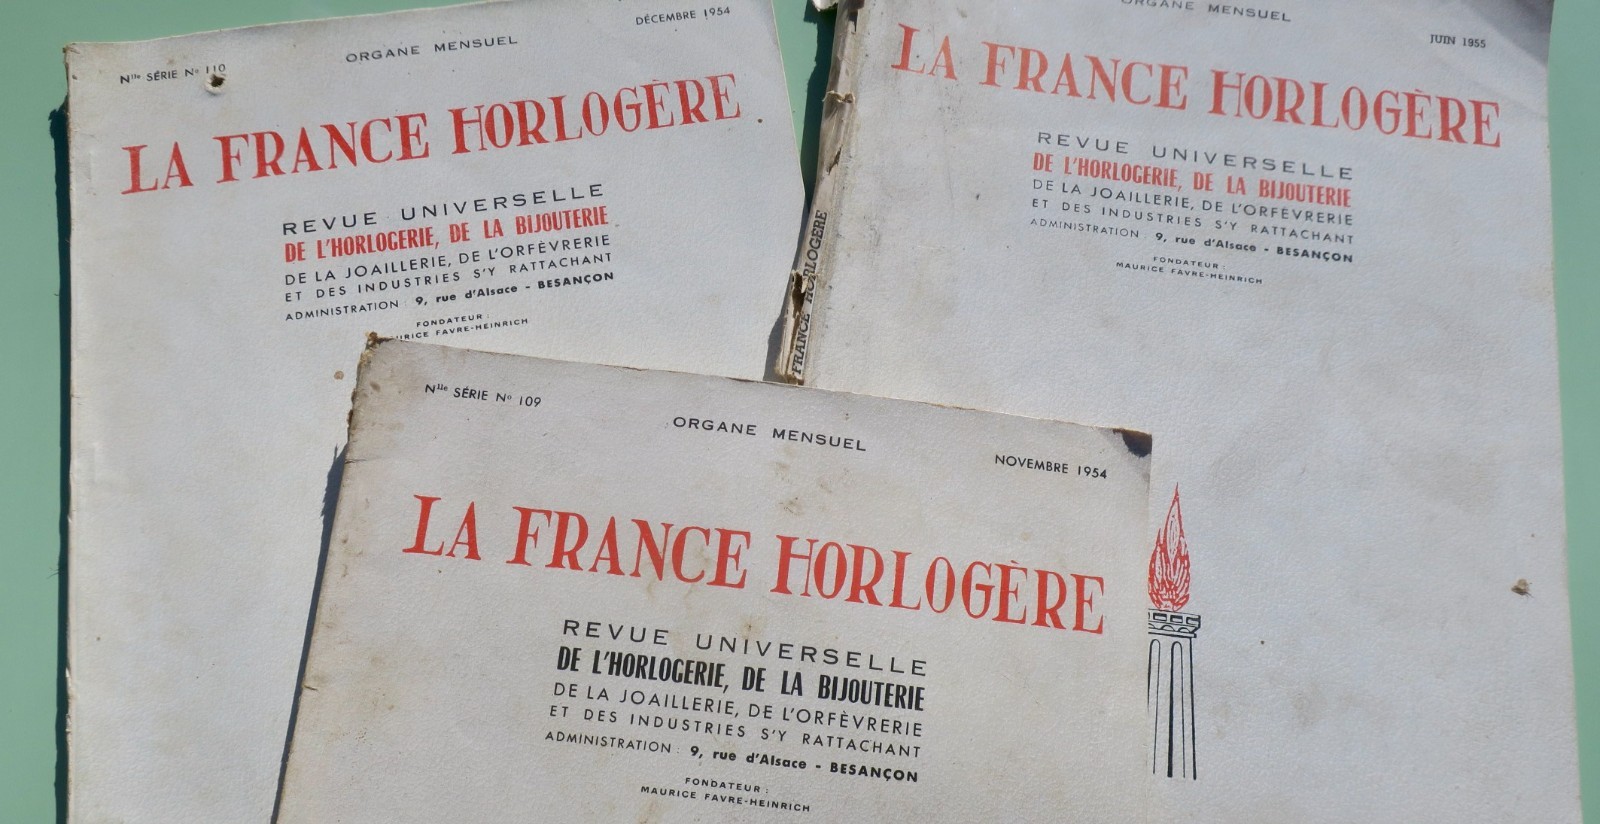 Nlle SÉRIE No 110
ORGANE MENSUEL
DÉCEMBRE 1954
LA FRANCE HORLOGÈRE
REVUE UNIVERSELLE
DE L'HORLOGERIE, DE LA BIJOUTERIE
DE LA JOAILLERIE, DE L'ORFÈVRERIE
ET DES INDUSTRIES S'Y RATTACHANT
ADMINISTRATION : 9, rue d'Alsace - BESANÇON
FONDATEUR :
FAVRE-HEINRICH
ORGANE MENSUEL
JUIN 1955
LA FRANCE HORLOGÈRE
REVUE UNIVERSELLE
DE L'HORLOGERIE, DE LA BIJOUTERIE
DE LA JOAILLERIE, DE L'ORFÈVRERIE
ET DES INDUSTRIES S'Y RATTACHANT
ADMINISTRATION : 9, rue d'Alsace - BESANÇON
FONDATEUR :
MAURICE FAVRE-HEINRICH
FRANCE HORLOGERE
Nlle SÉRIE No 109
ORGANE MENSUEL
NOVEMBRE 1954
LA FRANCE HORLOGÈRE
REVUE UNIVERSELLE
DE L'HORLOGERIE, DE LA BIJOUTERIE
DE LA JOAILLERIE, DE L'ORFÈVRERIE
ET DES INDUSTRIES S'Y RATTACHANT
ADMINISTRATION : 9, rue d'Alsace - BESANÇON
FONDATEUR :
MAURICE FAVRE-HEINRICH